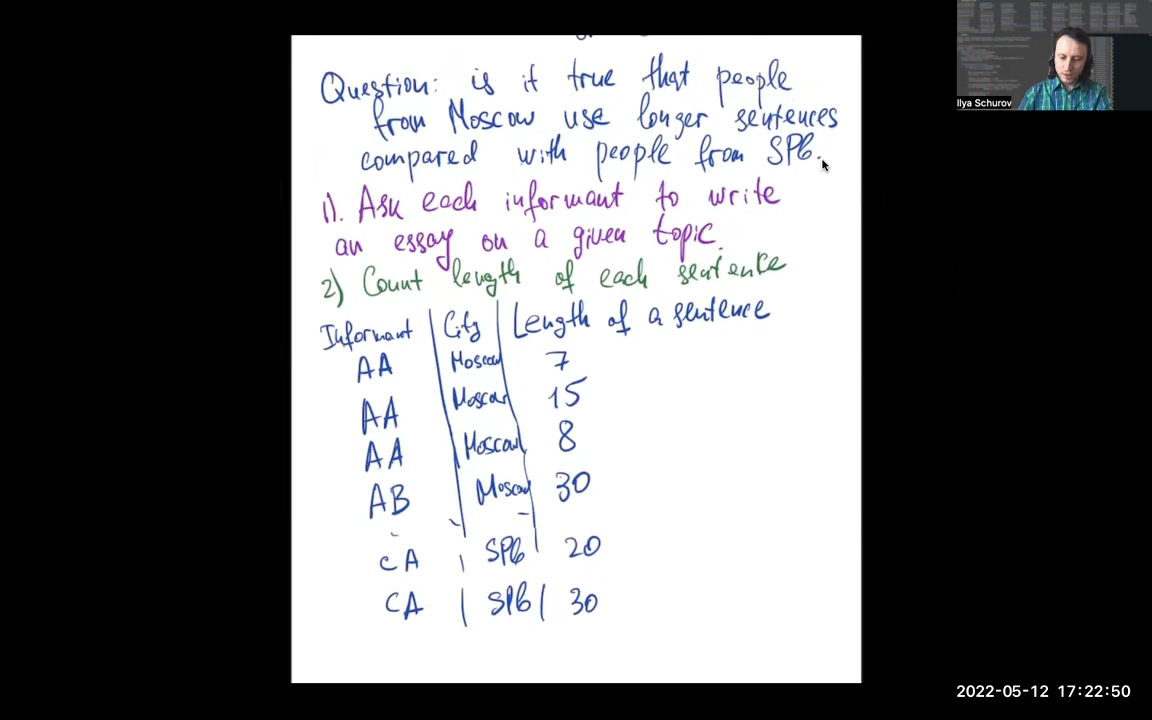 Question: is it true that people
from Moscow use longer sentences
compared with people from SPb.
1). Ask each informant to write
an essay on a given topic.
2) Count length of each sentence
Informant | City | Length of a sentence
AA Moscow 7
AA Moscow 15
AA Moscow 8
AB Moscow 30
CA | SPb | 20
CA | SPb | 30
Ilya Schurov
2022-05-12 17:22:50